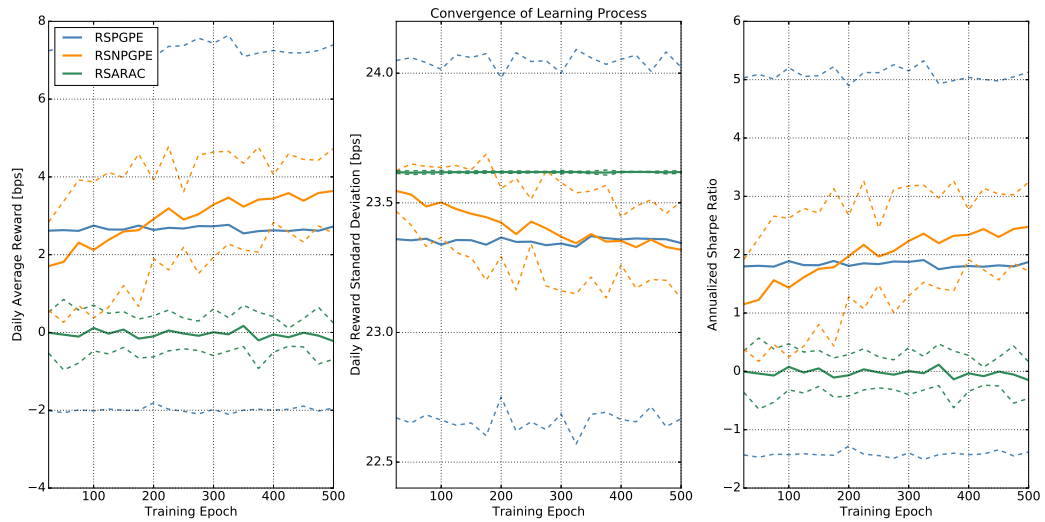 Convergence of Learning Process
RSPGPE
RSNPGPE
RSARAC
Daily Average Reward [bps]
8
6
4
2
0
−2
−4
100 200 300 400 500
Training Epoch
Daily Reward Standard Deviation [bps]
24.0
23.5
23.0
22.5
100 200 300 400 500
Training Epoch
Annualized Sharpe Ratio
6
5
4
3
2
1
0
−1
−2
100 200 300 400 500
Training Epoch